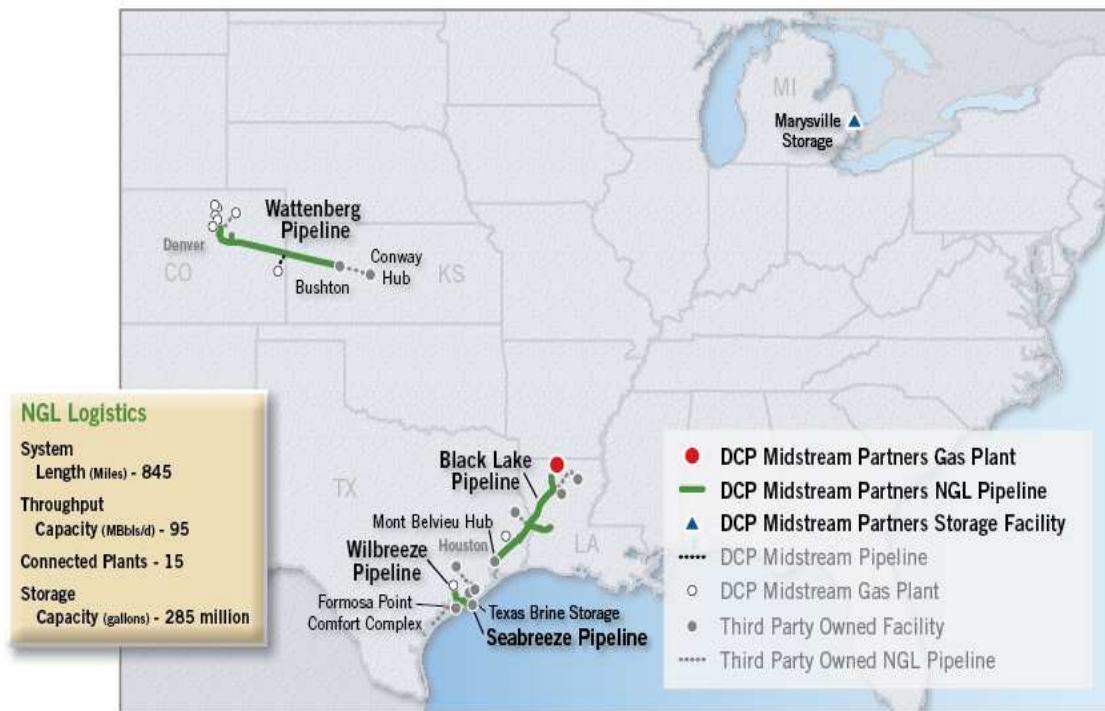 MI
Marysville
Storage
Wattenberg
Pipeline
Denver
CO
Conway
Hub
KS
Bushton
NGL Logistics
System
Length (Miles) - 845
Throughput
Capacity (MBbls/d) - 95
Connected Plants - 15
Storage
Capacity (gallons) - 285 million
Black Lake
Pipeline
TX
Mont Belvieu Hub
Houston
LA
Wilbreeze
Pipeline
Formosa Point
Comfort Complex
Texas Brine Storage
Seabreeze Pipeline
DCP Midstream Partners Gas Plant
DCP Midstream Partners NGL Pipeline
DCP Midstream Partners Storage Facility
DCP Midstream Pipeline
DCP Midstream Gas Plant
Third Party Owned Facility
Third Party Owned NGL Pipeline